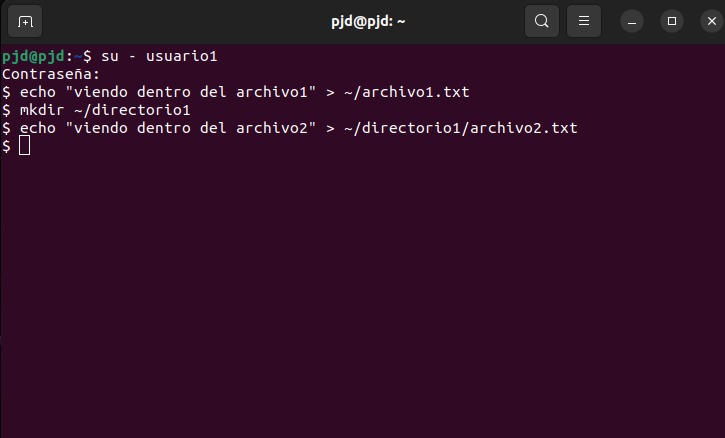 pjd@pjd: ~
pjd@pjd:~$ su - usuario1
Contraseña:
$ echo "viendo dentro del archivo1" > ~/archivo1.txt
$ mkdir ~/directorio1
$ echo "viendo dentro del archivo2" > ~/directorio1/archivo2.txt
$